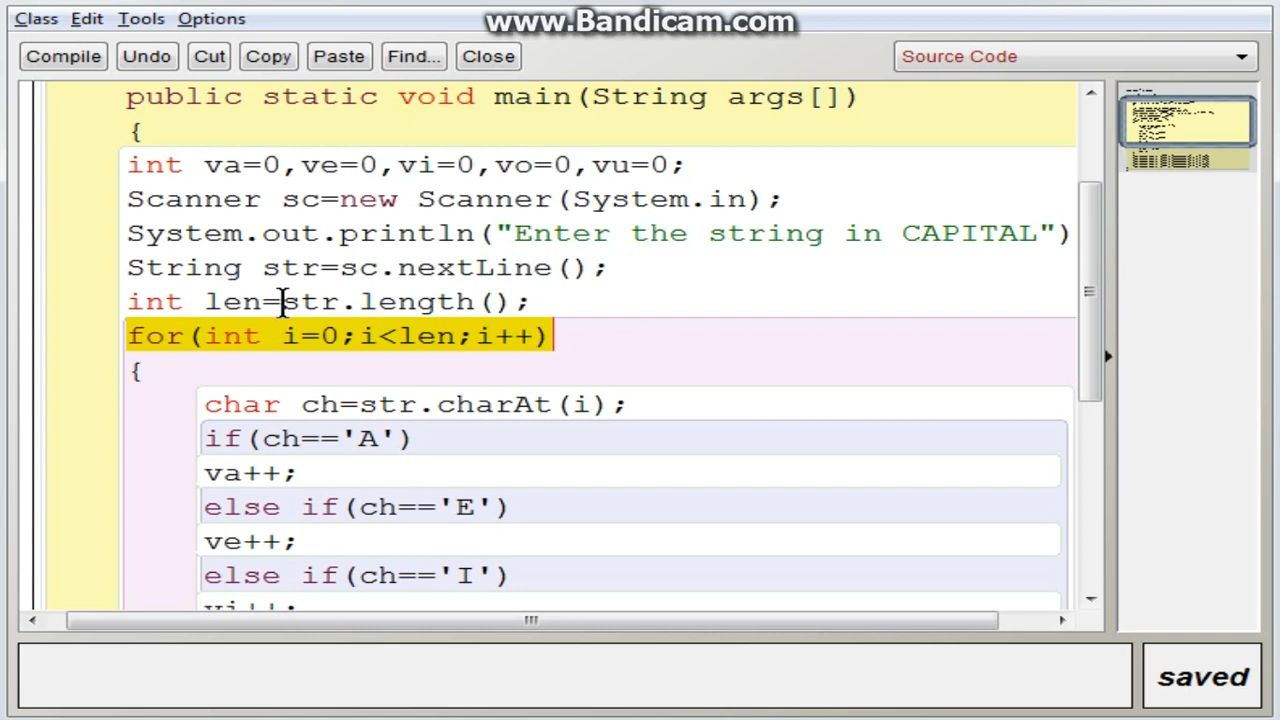 www.Bandicam.com
Class Edit Tools Options
Compile Undo Cut Copy Paste Find... Close Source Code
public static void main(String args[])
{
int va=0,ve=0,vi=0,vo=0,vu=0;
Scanner sc=new Scanner(System.in);
System.out.println("Enter the string in CAPITAL")
String str=sc.nextLine();
int len=str.length();
for(int i=0;i<len;i++)
{
char ch=str.charAt(i);
if(ch=='A')
va++;
else if(ch=='E')
ve++;
else if(ch=='I')
vi++;
saved